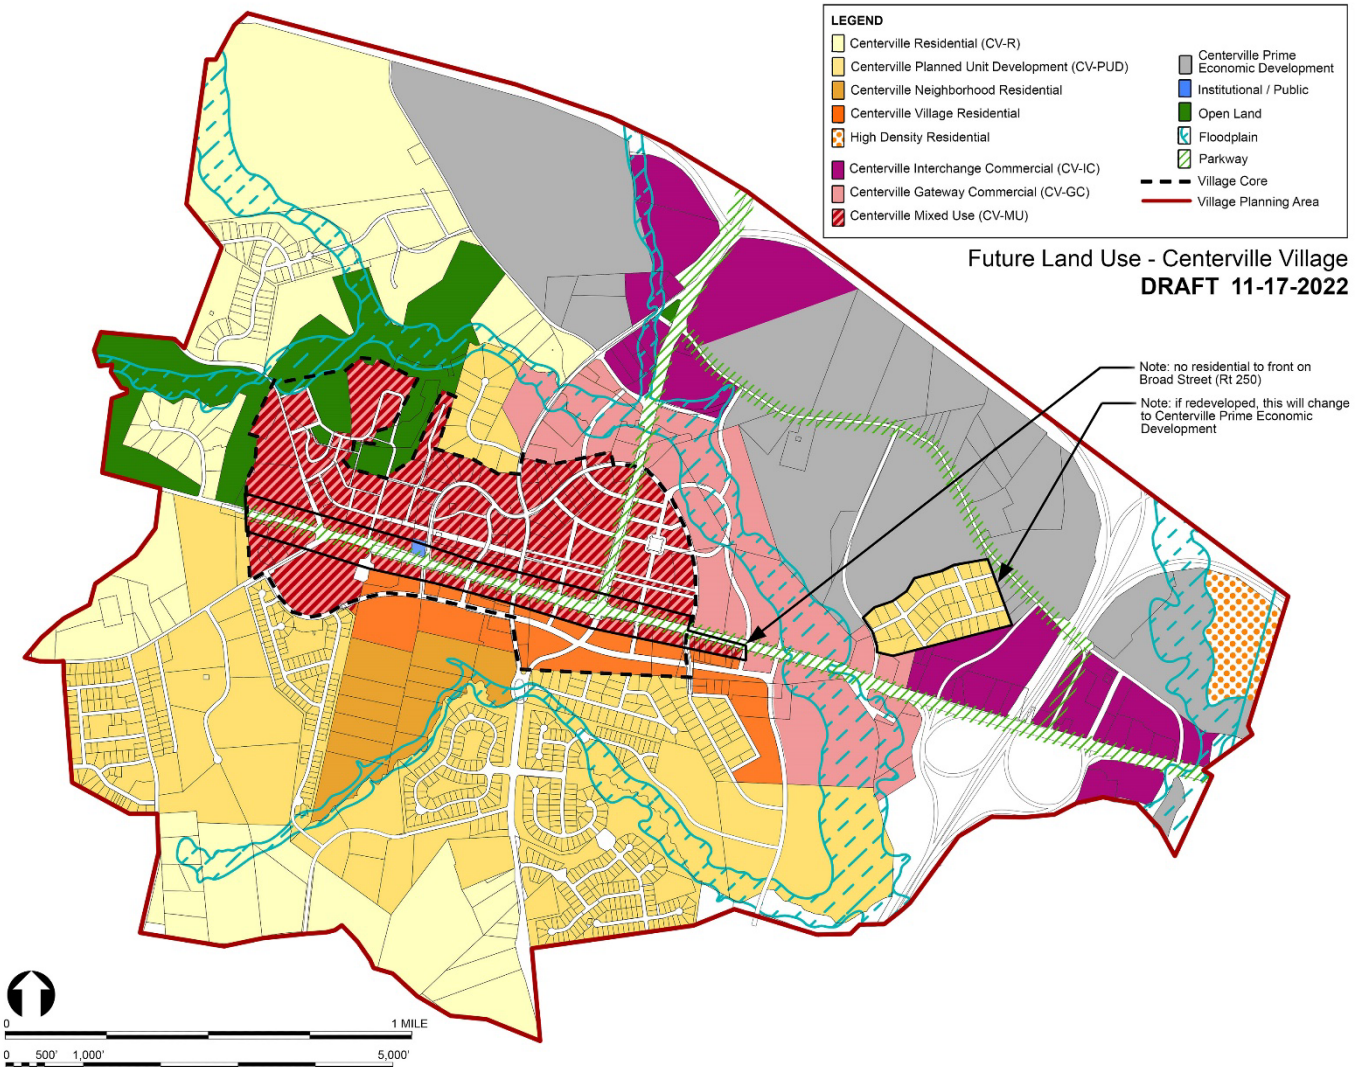 LEGEND
Centerville Residential (CV-R)
Centerville Planned Unit Development (CV-PUD)
Centerville Neighborhood Residential
Centerville Village Residential
High Density Residential
Centerville Interchange Commercial (CV-IC)
Centerville Gateway Commercial (CV-GC)
Centerville Mixed Use (CV-MU)
Centerville Prime
Economic Development
Institutional / Public
Open Land
Floodplain
Parkway
Village Core
Village Planning Area
Future Land Use - Centerville Village
DRAFT 11-17-2022
Note: no residential to front on
Broad Street (Rt 250)
Note: if redeveloped, this will change
to Centerville Prime Economic
Development
0 1 MILE
0 500' 1,000' 5,000'